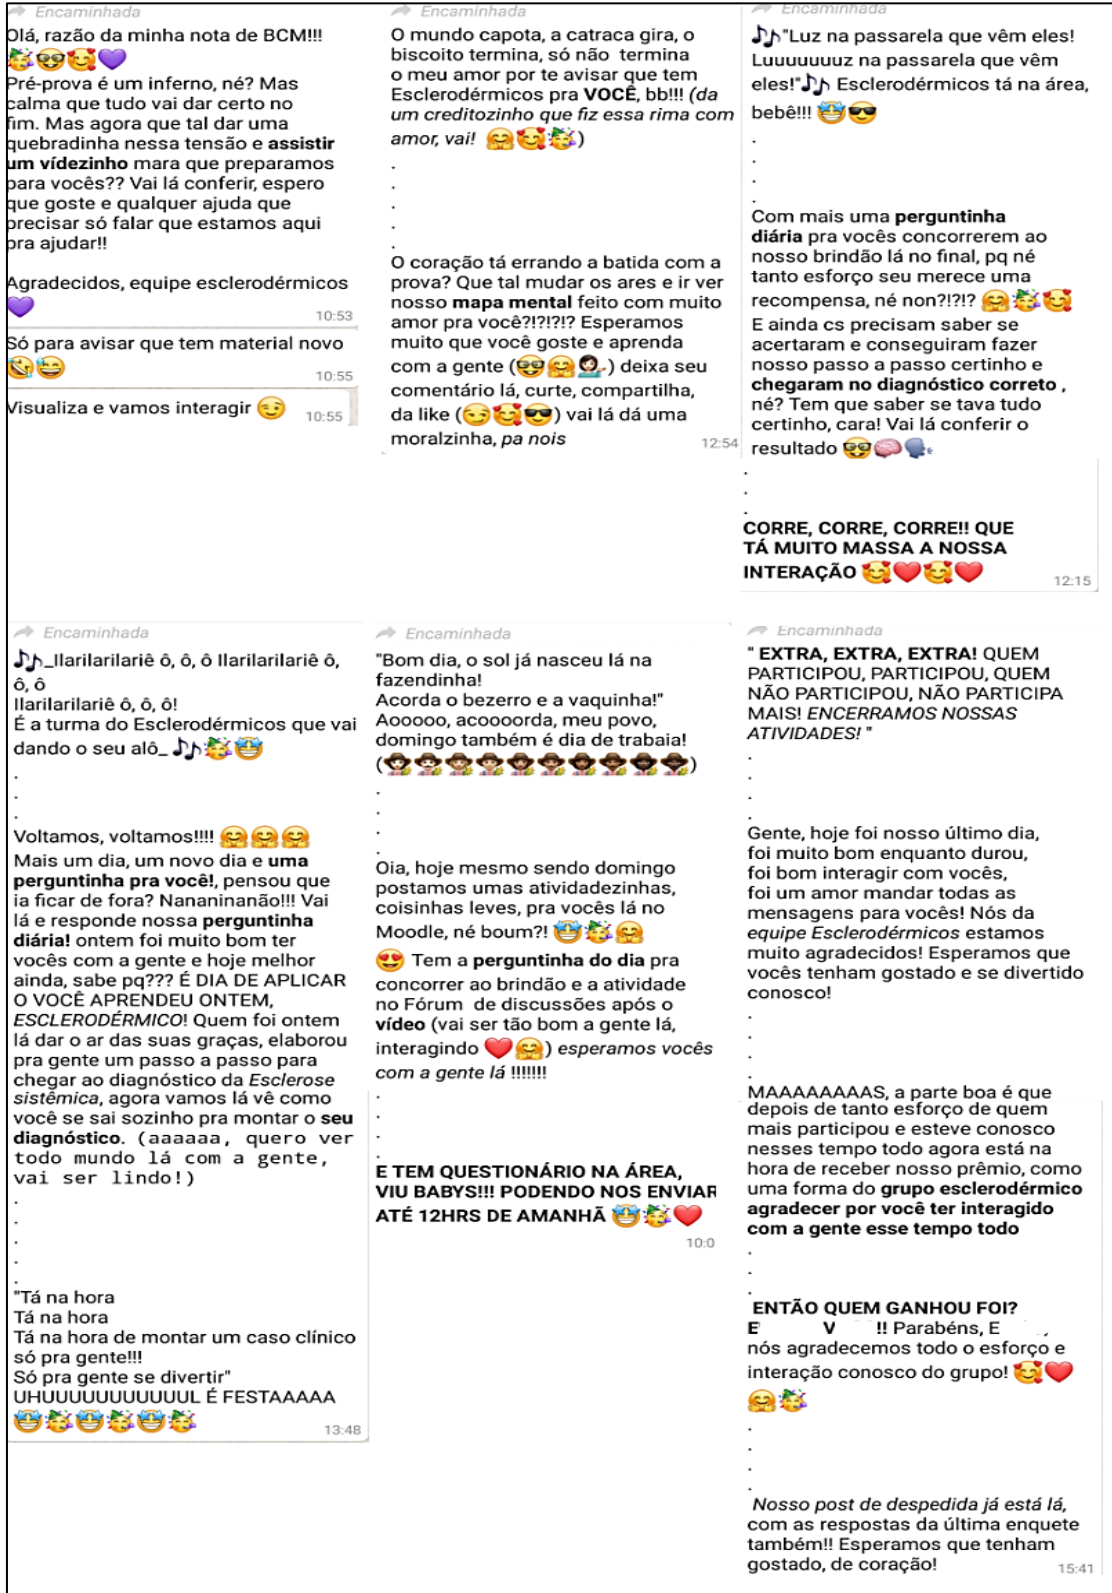 Encaminhada
Olá, razão da minha nota de BCM!!!
🥳🤓🥰💜
Pré-prova é um inferno, né? Mas
calma que tudo vai dar certo no
fim. Mas agora que tal dar uma
quebradinha nessa tensão e assistir
um vídezinho mara que preparamos
para vocês?? Vai lá conferir, espero
que goste e qualquer ajuda que
precisar só falar que estamos aqui
pra ajudar!!
Agradecidos, equipe esclerodérmicos
💜
10:53
Só para avisar que tem material novo
🤣😅
10:55
Visualiza e vamos interagir 😏
10:55
Encaminhada
O mundo capota, a catraca gira, o
biscoito termina, só não termina
o meu amor por te avisar que tem
Esclerodérmicos pra VOCÊ, bb!!! (da
um creditozinho que fiz essa rima com
amor, vai! 🤗🥰🥳)
.
.
.
.
.
O coração tá errando a batida com a
prova? Que tal mudar os ares e ir ver
nosso mapa mental feito com muito
amor pra você?!?!?!? Esperamos
muito que você goste e aprenda
com a gente (🤓🤗💁🏻‍♀️) deixa seu
comentário lá, curte, compartilha,
da like (😏🥰😎) vai lá dá uma
moralzinha, pa nois
12:54
Encaminhada
🎶"Luz na passarela que vêm eles!
Luuuuuuuz na passarela que vêm
eles!"🎶 Esclerodérmicos tá na área,
bebê!!! 🤩😎
.
.
.
.
Com mais uma perguntinha
diária pra vocês concorrerem ao
nosso brindão lá no final, pq né
tanto esforço seu merece uma
recompensa, né non?!?!? 🤗🥳🥰
E ainda cs precisam saber se
acertaram e conseguiram fazer
nosso passo a passo certinho e
chegaram no diagnóstico correto ,
né? Tem que saber se tava tudo
certinho, cara! Vai lá conferir o
resultado 🤓🧠🗣️
.
.
.
CORRE, CORRE, CORRE!! QUE
TÁ MUITO MASSA A NOSSA
INTERAÇÃO 🥰❤️🥰❤️
12:15
Encaminhada
🎶_Ilarilarilariê ô, ô, ô Ilarilarilariê ô,
ô, ô
Ilarilarilariê ô, ô, ô!
É a turma do Esclerodérmicos que vai
dando o seu alô_ 🎶🥳🤩
.
.
.
Voltamos, voltamos!!!! 🤗🤗🤗
Mais um dia, um novo dia e uma
perguntinha pra você!, pensou que
ia ficar de fora? Nananinanão!!! Vai
lá e responde nossa perguntinha
diária! ontem foi muito bom ter
vocês com a gente e hoje melhor
ainda, sabe pq??? É DIA DE APLICAR
O VOCÊ APRENDEU ONTEM,
ESCLERODÉRMICO! Quem foi ontem
lá dar o ar das suas graças, elaborou
pra gente um passo a passo para
chegar ao diagnóstico da Esclerose
sistêmica, agora vamos lá vê como
você se sai sozinho pra montar o seu
diagnóstico. (aaaaaa, quero ver
todo mundo lá com a gente,
vai ser lindo!)
.
.
.
.
.
"Tá na hora
Tá na hora
Tá na hora de montar um caso clínico
só pra gente!!!
Só pra gente se divertir"
UHUUUUUUUUUUUL É FESTAAAAA
🤩🥳🤩🥳🤩🥳
13:48
Encaminhada
"Bom dia, o sol já nasceu lá na
fazendinha!
Acorda o bezerro e a vaquinha!"
Aooooo, acoooorda, meu povo,
domingo também é dia de trabaia!
(👩🏻‍🌾👨🏻‍🌾👩🏼‍🌾👨🏼‍🌾👩🏽‍🌾👨🏽‍🌾👩🏾‍🌾👨🏾‍🌾👨🏿‍🌾👩🏿‍🌾)
.
.
.
.
Oia, hoje mesmo sendo domingo
postamos umas atividadezinhas,
coisinhas leves, pra vocês lá no
Moodle, né boum?! 🤩🥳🤗
😍 Tem a perguntinha do dia pra
concorrer ao brindão e a atividade
no Fórum de discussões após o
vídeo (vai ser tão bom a gente lá,
interagindo ❤️🤗) esperamos vocês
com a gente lá !!!!!!!
.
.
.
.
E TEM QUESTIONÁRIO NA ÁREA,
VIU BABYS!!! PODENDO NOS ENVIAR
ATÉ 12HRS DE AMANHÃ 🤩🥳❤️
10:0
Encaminhada
" EXTRA, EXTRA, EXTRA! QUEM
PARTICIPOU, PARTICIPOU, QUEM
NÃO PARTICIPOU, NÃO PARTICIPA
MAIS! ENCERRAMOS NOSSAS
ATIVIDADES! "
.
.
.
.
Gente, hoje foi nosso último dia,
foi muito bom enquanto durou,
foi bom interagir com vocês,
foi um amor mandar todas as
mensagens para vocês! Nós da
equipe Esclerodérmicos estamos
muito agradecidos! Esperamos que
vocês tenham gostado e se divertido
conosco!
.
.
.
.
MAAAAAAAAS, a parte boa é que
depois de tanto esforço de quem
mais participou e esteve conosco
nesses tempo todo agora está na
hora de receber nosso prêmio, como
uma forma do grupo esclerodérmico
agradecer por você ter interagido
com a gente esse tempo todo
.
.
.
ENTÃO QUEM GANHOU FOI?
E V !! Parabéns, E ,
nós agradecemos todo o esforço e
interação conosco do grupo! 🥰❤️
🤗🥳
.
.
.
.
Nosso post de despedida já está lá,
com as respostas da última enquete
também!! Esperamos que tenham
gostado, de coração!
15:41